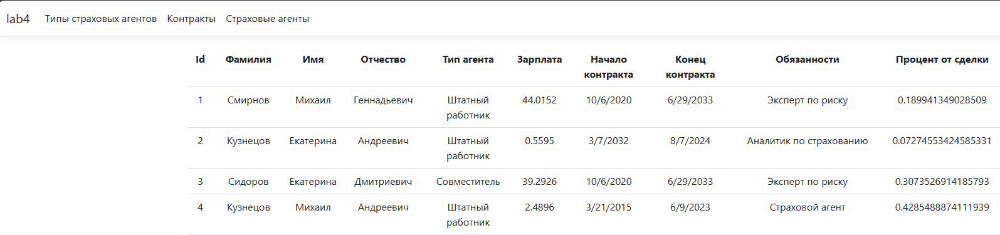 lab4 Типы страховых агентов Контракты Страховые агенты
Id Фамилия Имя Отчество Тип агента Зарплата Начало контракта Конец контракта Обязанности Процент от сделки
1 Смирнов Михаил Геннадьевич Штатный работник 44.0152 10/6/2020 6/29/2033 Эксперт по риску 0.189941349028509
2 Кузнецов Екатерина Андреевич Штатный работник 0.5595 3/7/2032 8/7/2024 Аналитик по страхованию 0.07274553424585331
3 Сидоров Екатерина Дмитриевич Совместитель 39.2926 10/6/2020 6/29/2033 Эксперт по риску 0.3073526914185793
4 Кузнецов Михаил Андреевич Штатный работник 2.4896 3/21/2015 6/9/2023 Страховой агент 0.4285488874111939